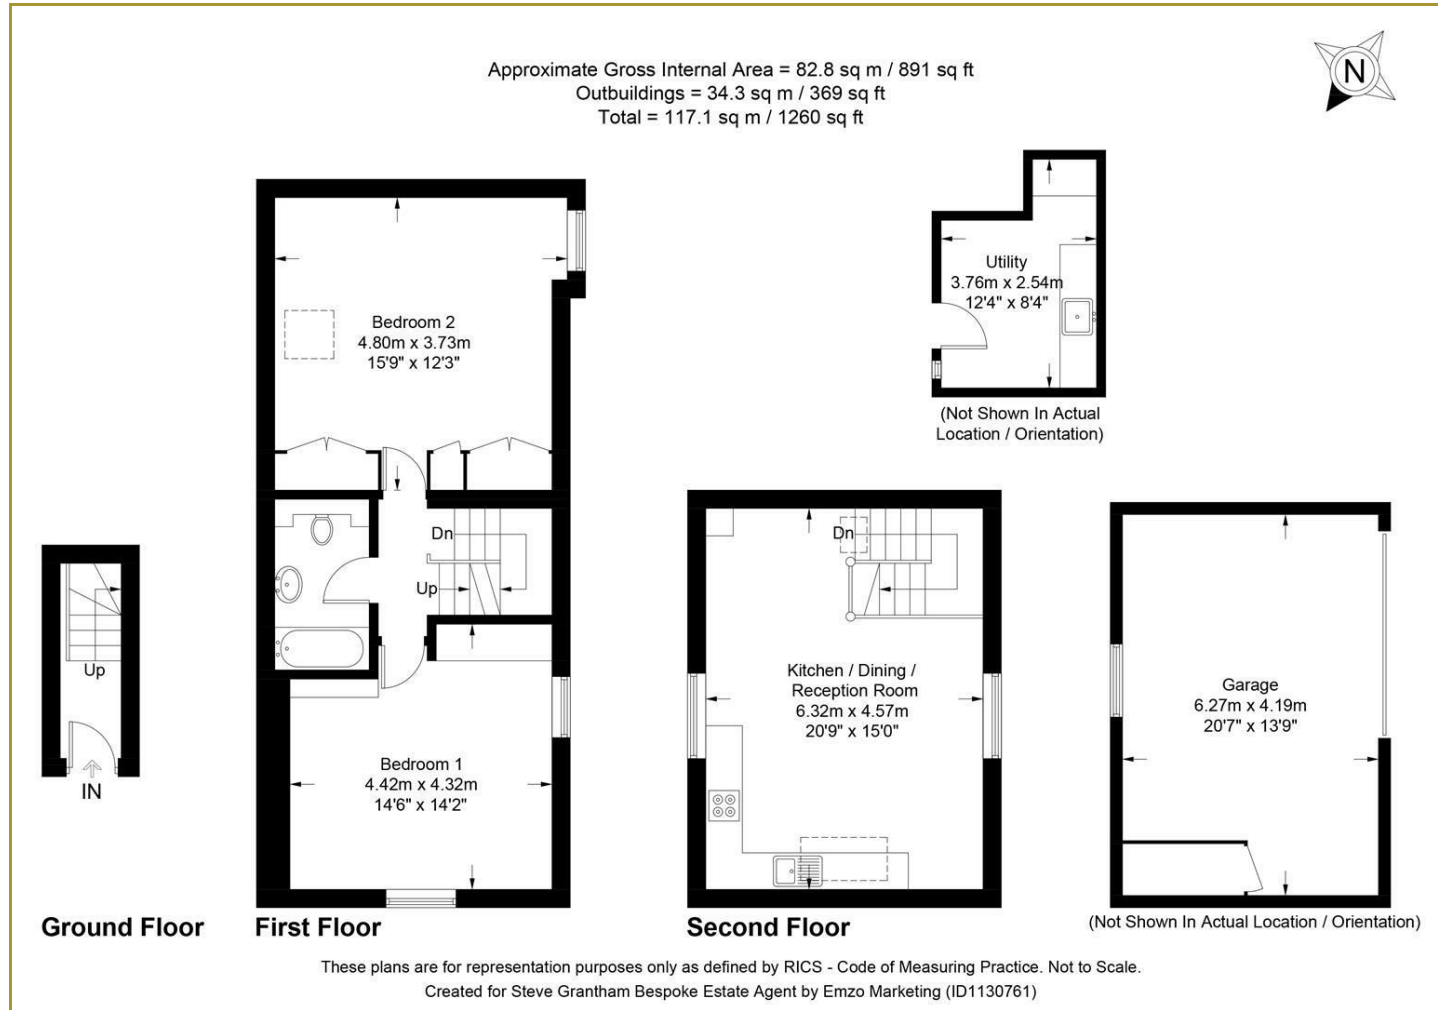 Approximate Gross Internal Area = 82.8 sq m / 891 sq ft
Outbuildings = 34.3 sq m / 369 sq ft
Total = 117.1 sq m / 1260 sq ft
N
Utility
3.76m x 2.54m
12'4" x 8'4"
(Not Shown In Actual
Location / Orientation)
Bedroom 2
4.80m x 3.73m
15'9" x 12'3"
Dn
Up
Bedroom 1
4.42m x 4.32m
14'6" x 14'2"
Up
IN
Dn
Kitchen / Dining /
Reception Room
6.32m x 4.57m
20'9" x 15'0"
Garage
6.27m x 4.19m
20'7" x 13'9"
(Not Shown In Actual Location / Orientation)
Ground Floor
First Floor
Second Floor
These plans are for representation purposes only as defined by RICS - Code of Measuring Practice. Not to Scale.
Created for Steve Grantham Bespoke Estate Agent by Emzo Marketing (ID1130761)